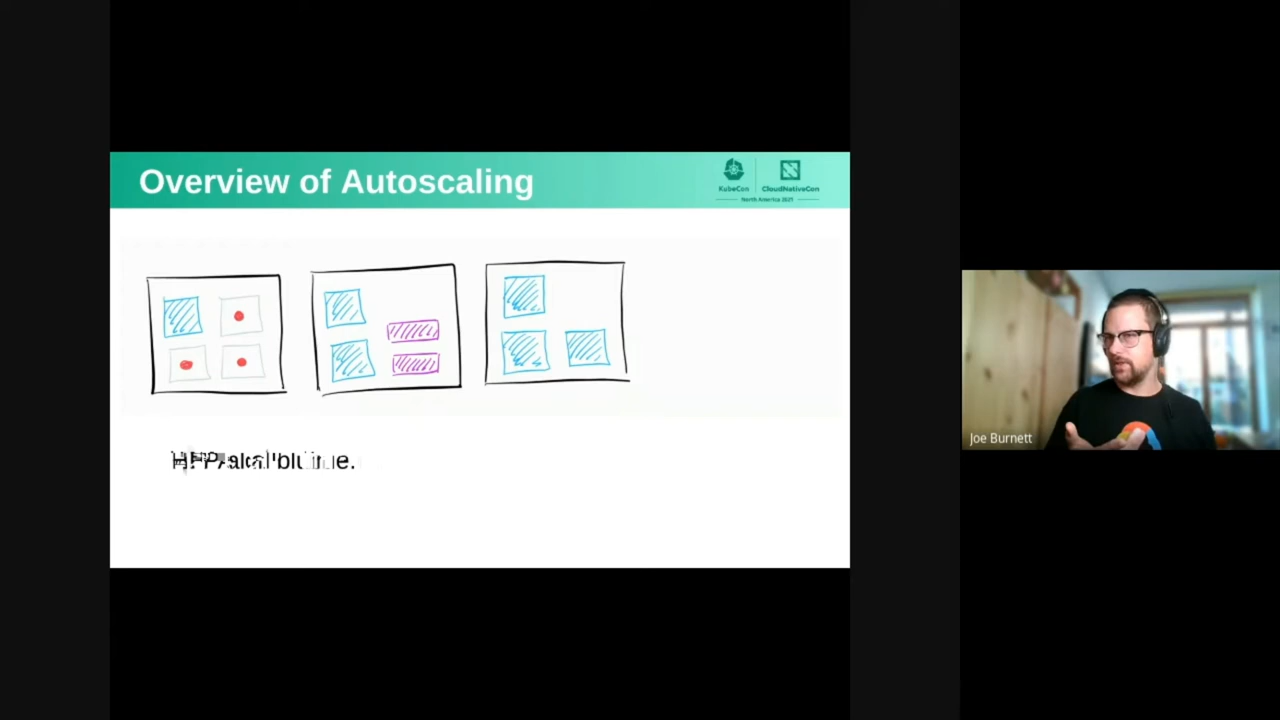 Overview of Autoscaling
KubeCon
CloudNativeCon
North America 2021
Joe Burnett